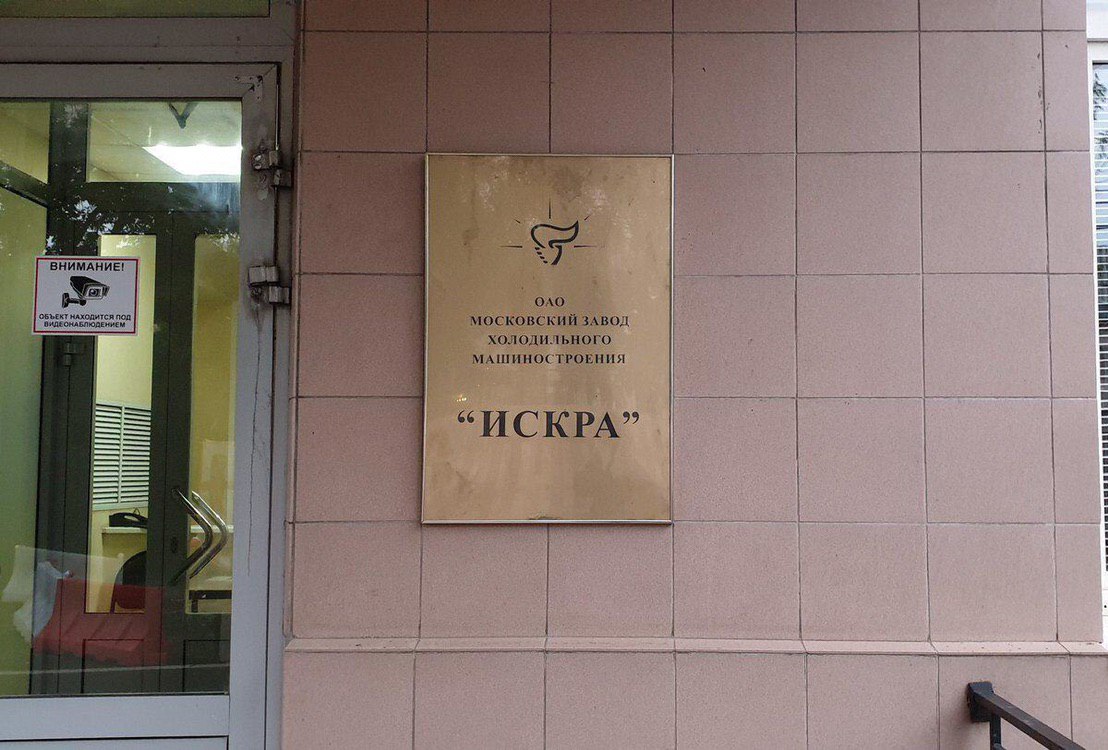 ВНИМАНИЕ!
ОБЪЕКТ НАХОДИТСЯ ПОД
ВИДЕОНАБЛЮДЕНИЕМ
ОАО
МОСКОВСКИЙ ЗАВОД
ХОЛОДИЛЬНОГО
МАШИНОСТРОЕНИЯ
“ИСКРА”